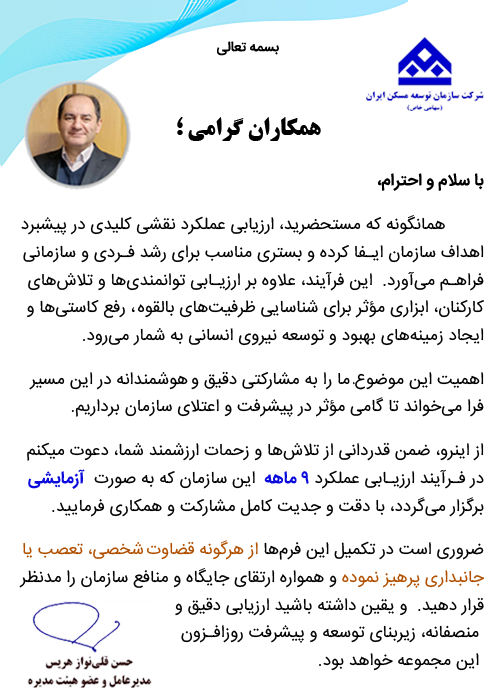 بسمه تعالی
شرکت سازمان توسعه مسکن ایران
(سهامی خاص)
همکاران گرامی ؛
با سلام و احترام،
همانگونه که مستحضرید، ارزیابی عملکرد نقشی کلیدی در پیشبرد
اهداف سازمان ایـفا کرده و بستری مناسب برای رشد فـردی و سازمانی
فراهـم می‌آورد. این فرآیند، علاوه بر ارزیـابی توانمندی‌ها و تلاش‌های
کارکنان، ابزاری مؤثر برای شناسایی ظرفیت‌های بالقوه، رفع کاستی‌ها و
ایجاد زمینه‌های بهبود و توسعه نیروی انسانی به شمار می‌رود.
اهمیت این موضوع، ما را به مشارکتی دقیق و هوشمندانه در این مسیر
فرا می‌خواند تا گامی مؤثر در پیشرفت و اعتلای سازمان برداریم.
از اینرو، ضمن قدردانی از تلاش‌ها و زحمات ارزشمند شما، دعوت میکنم
در فـرآیند ارزیـابی عملکرد ۹ ماهه این سازمان که به صورت آزمایشی
برگزار می‌گردد، با دقت و جدیت کامل مشارکت و همکاری فرمایید.
ضروری است در تکمیل این فرم‌ها از هرگونه قضاوت شخصی، تعصب یا
جانبداری پرهیز نموده و همواره ارتقای جایگاه و منافع سازمان را مدنظر
قرار دهید. و یقین داشته باشید ارزیابی دقیق و
منصفانه، زیربنای توسعه و پیشرفت روزافـزون
این مجموعه خواهد بود.
حسن قلی‌نواز هریس
مدیرعامل و عضو هیئت مدیره